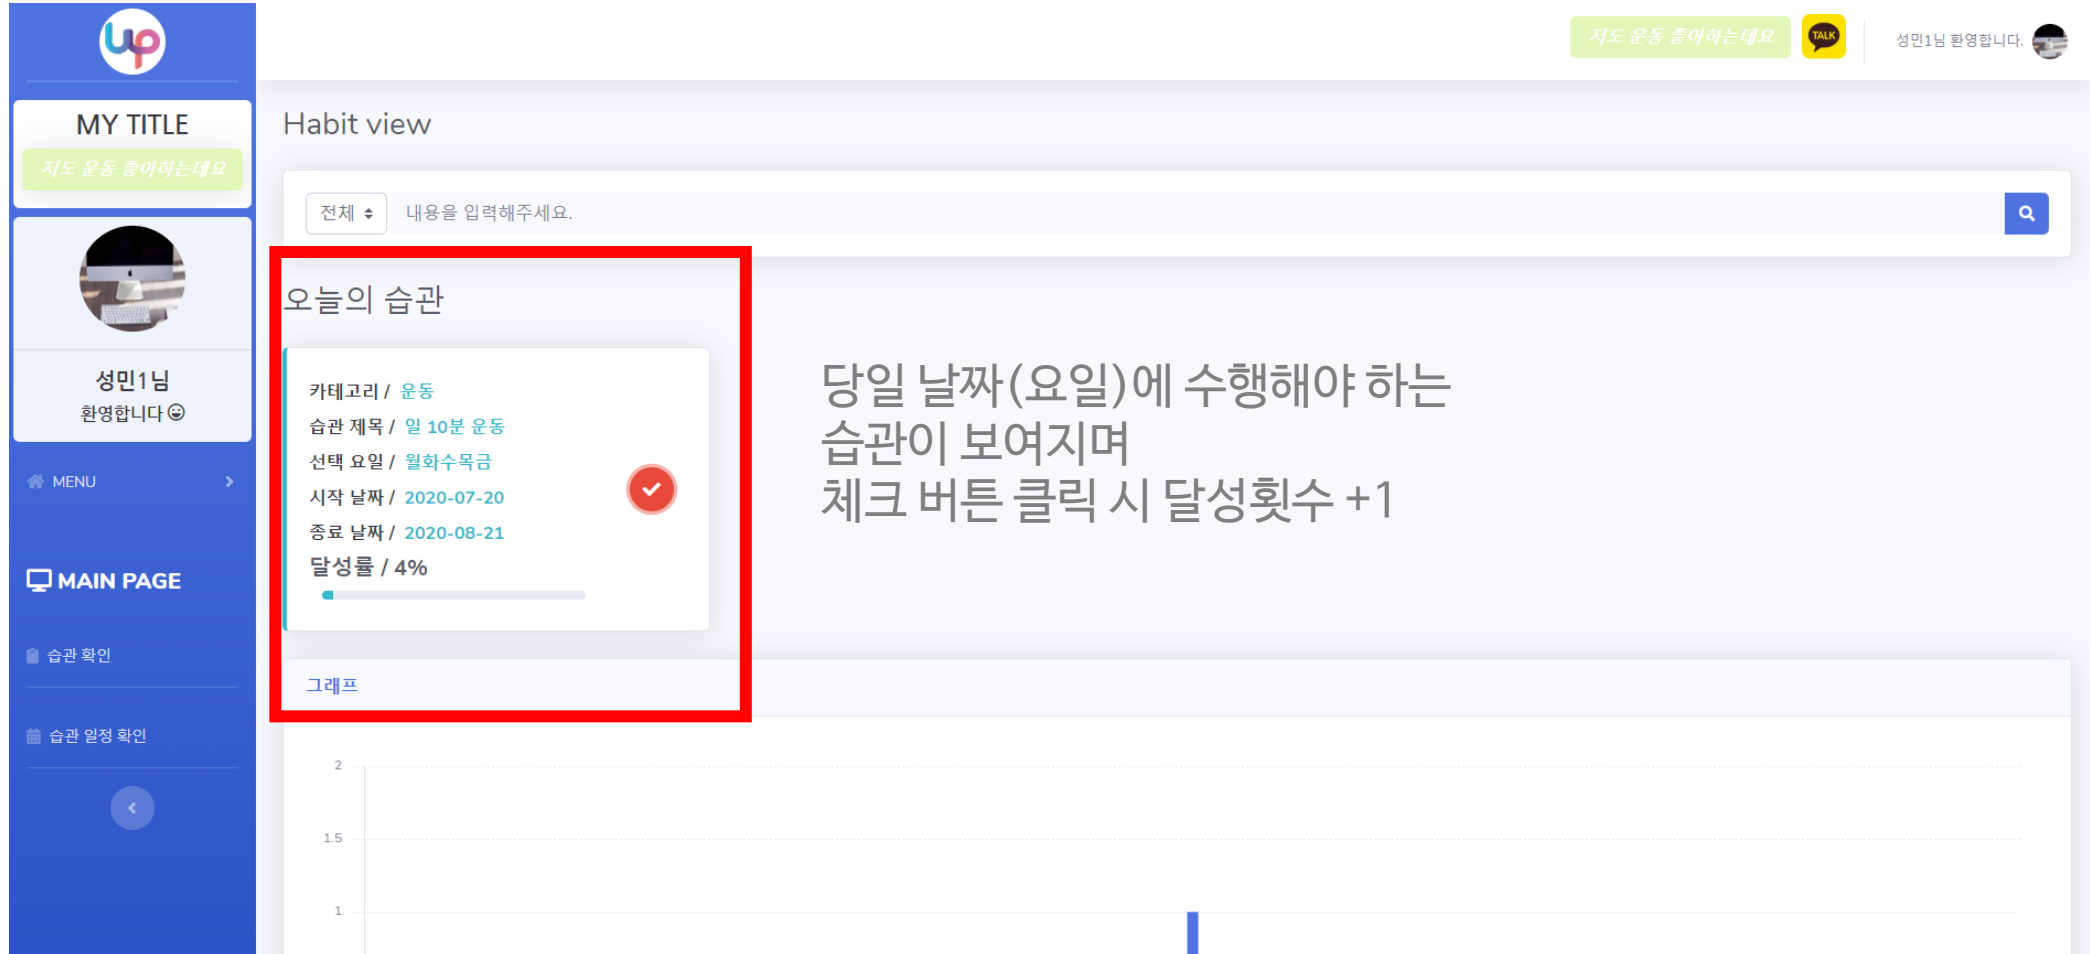 up
저도 운동 좋아하는데요
TALK
성민1님 환영합니다.
MY TITLE
저도 운동 좋아하는데요
성민1님
환영합니다
MENU
MAIN PAGE
습관 확인
습관 일정 확인
Habit view
전체
내용을 입력해주세요.
오늘의 습관
카테고리 / 운동
습관 제목 / 일 10분 운동
선택 요일 / 월화수목금
시작 날짜 / 2020-07-20
종료 날짜 / 2020-08-21
달성률 / 4%
당일 날짜(요일)에 수행해야 하는
습관이 보여지며
체크 버튼 클릭 시 달성횟수 +1
그래프
2
1.5
1